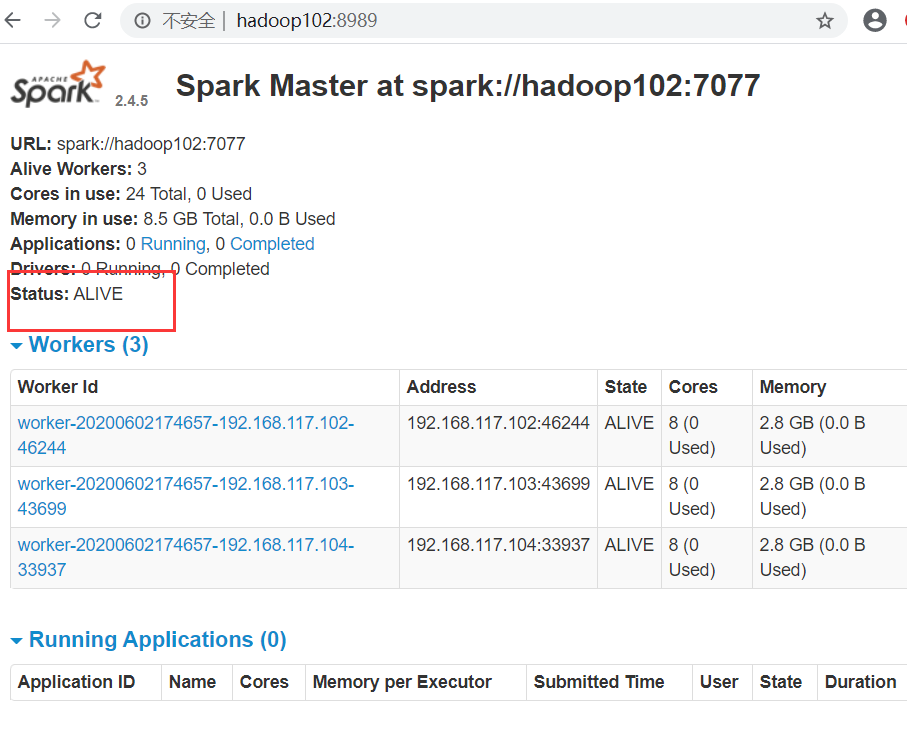 不安全 | hadoop102:8989
APACHE
Spark 2.4.5
Spark Master at spark://hadoop102:7077
URL: spark://hadoop102:7077
Alive Workers: 3
Cores in use: 24 Total, 0 Used
Memory in use: 8.5 GB Total, 0.0 B Used
Applications: 0 Running, 0 Completed
Drivers: 0 Running, 0 Completed
Status: ALIVE
Workers (3)
Worker Id Address State Cores Memory
worker-20200602174657-192.168.117.102- 192.168.117.102:46244 ALIVE 8 (0 2.8 GB (0.0 B
46244 Used) Used)
worker-20200602174657-192.168.117.103- 192.168.117.103:43699 ALIVE 8 (0 2.8 GB (0.0 B
43699 Used) Used)
worker-20200602174657-192.168.117.104- 192.168.117.104:33937 ALIVE 8 (0 2.8 GB (0.0 B
33937 Used) Used)
Running Applications (0)
Application ID Name Cores Memory per Executor Submitted Time User State Duration